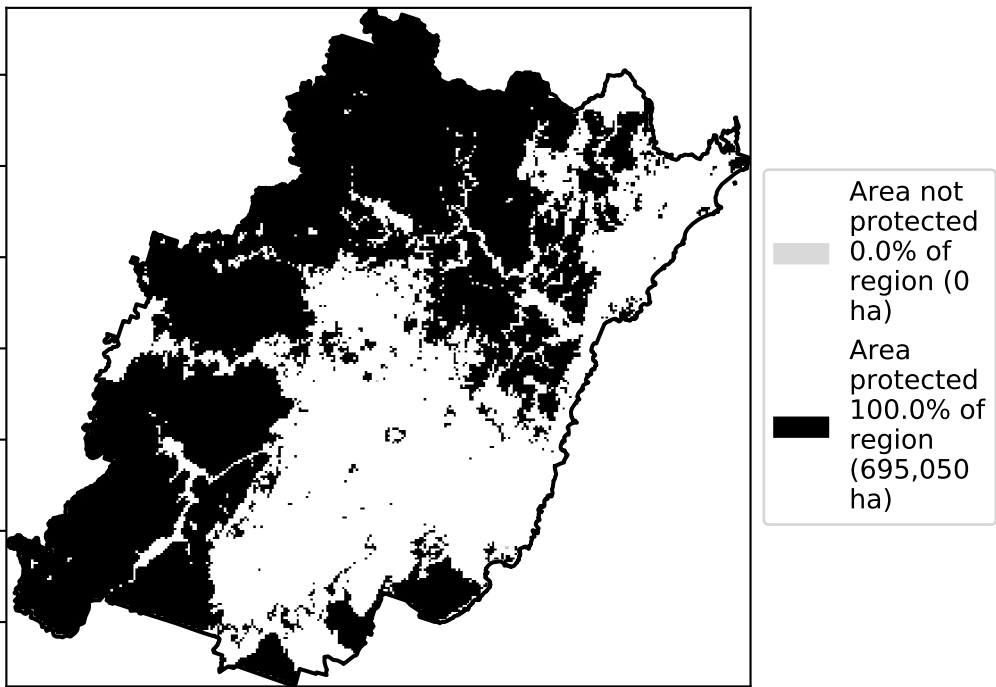 Area not
protected
0.0% of
region (0
ha)
Area
protected
100.0% of
region
(695,050
ha)